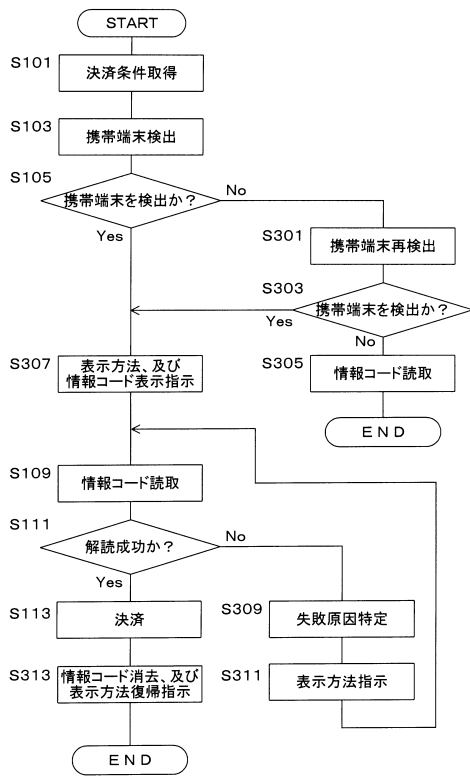 START
S101
決済条件取得
S103
携帯端末検出
S105
携帯端末を検出か？
No
Yes
S301
携帯端末再検出
S303
携帯端末を検出か？
Yes
No
S305
情報コード読取
END
S307
表示方法、及び
情報コード表示指示
S109
情報コード読取
S111
解読成功か？
No
Yes
S113
決済
S309
失敗原因特定
S311
表示方法指示
S313
情報コード消去、及び
表示方法復帰指示
END